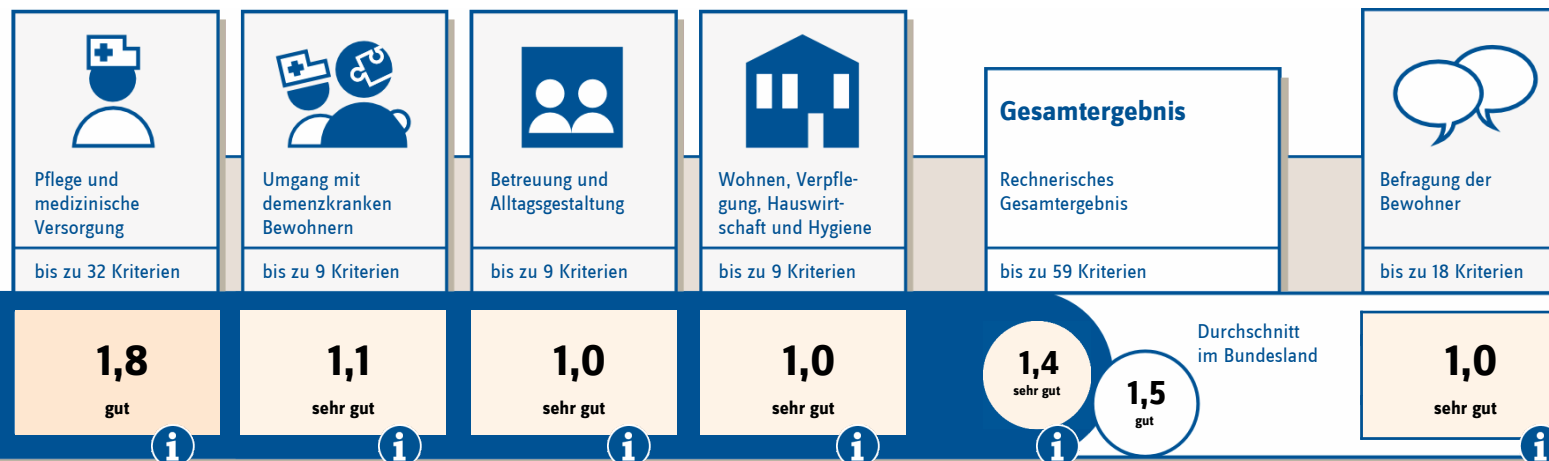 Pflege und
medizinische
Versorgung
bis zu 32 Kriterien
1,8
gut
i
Umgang mit
demenzkranken
Bewohnern
bis zu 9 Kriterien
1,1
sehr gut
i
Betreuung und
Alltagsgestaltung
bis zu 9 Kriterien
1,0
sehr gut
i
Wohnen, Verpfle-
gung, Hauswirt-
schaft und Hygiene
bis zu 9 Kriterien
1,0
sehr gut
i
Gesamtergebnis
Rechnerisches
Gesamtergebnis
bis zu 59 Kriterien
1,4
sehr gut
i
1,5
gut
Durchschnitt
im Bundesland
Befragung der
Bewohner
bis zu 18 Kriterien
1,0
sehr gut
i